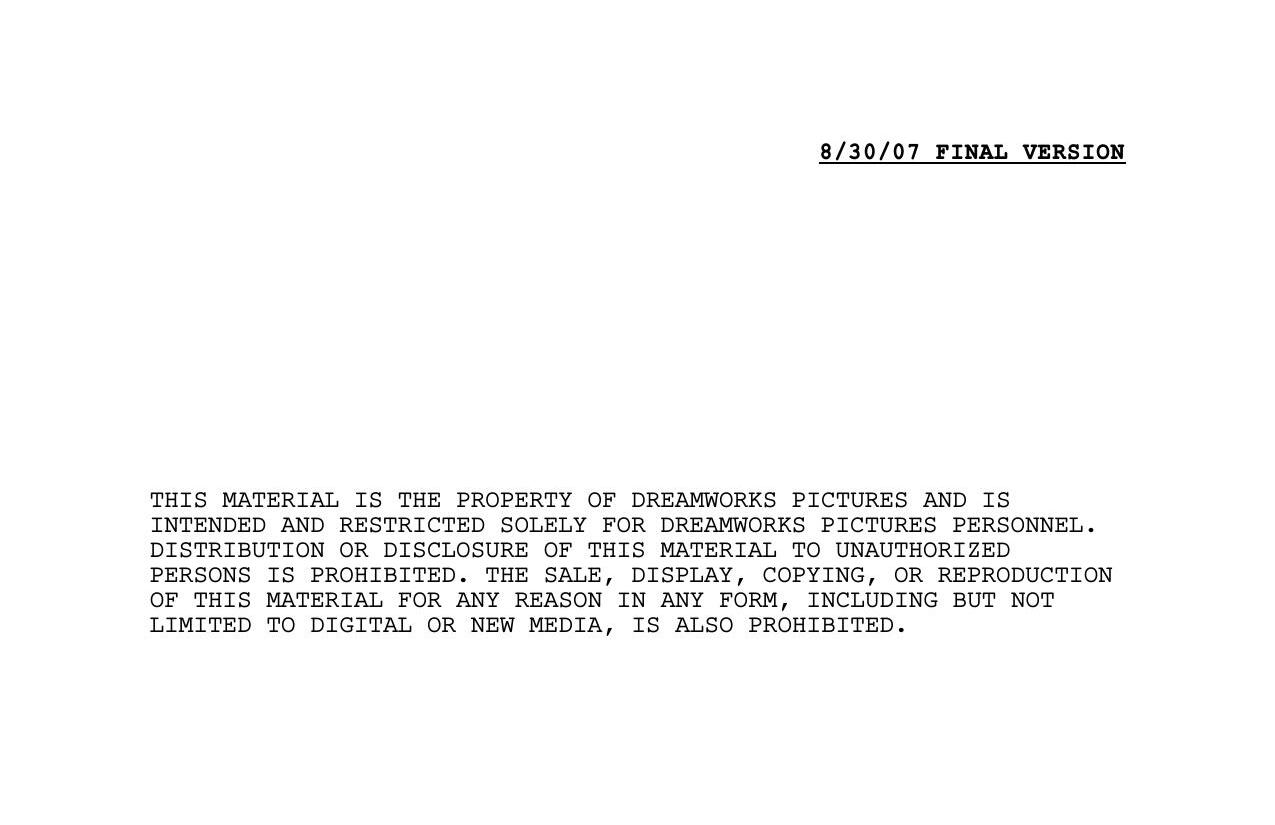 8/30/07 FINAL VERSION
THIS MATERIAL IS THE PROPERTY OF DREAMWORKS PICTURES AND IS
INTENDED AND RESTRICTED SOLELY FOR DREAMWORKS PICTURES PERSONNEL.
DISTRIBUTION OR DISCLOSURE OF THIS MATERIAL TO UNAUTHORIZED
PERSONS IS PROHIBITED. THE SALE, DISPLAY, COPYING, OR REPRODUCTION
OF THIS MATERIAL FOR ANY REASON IN ANY FORM, INCLUDING BUT NOT
LIMITED TO DIGITAL OR NEW MEDIA, IS ALSO PROHIBITED.